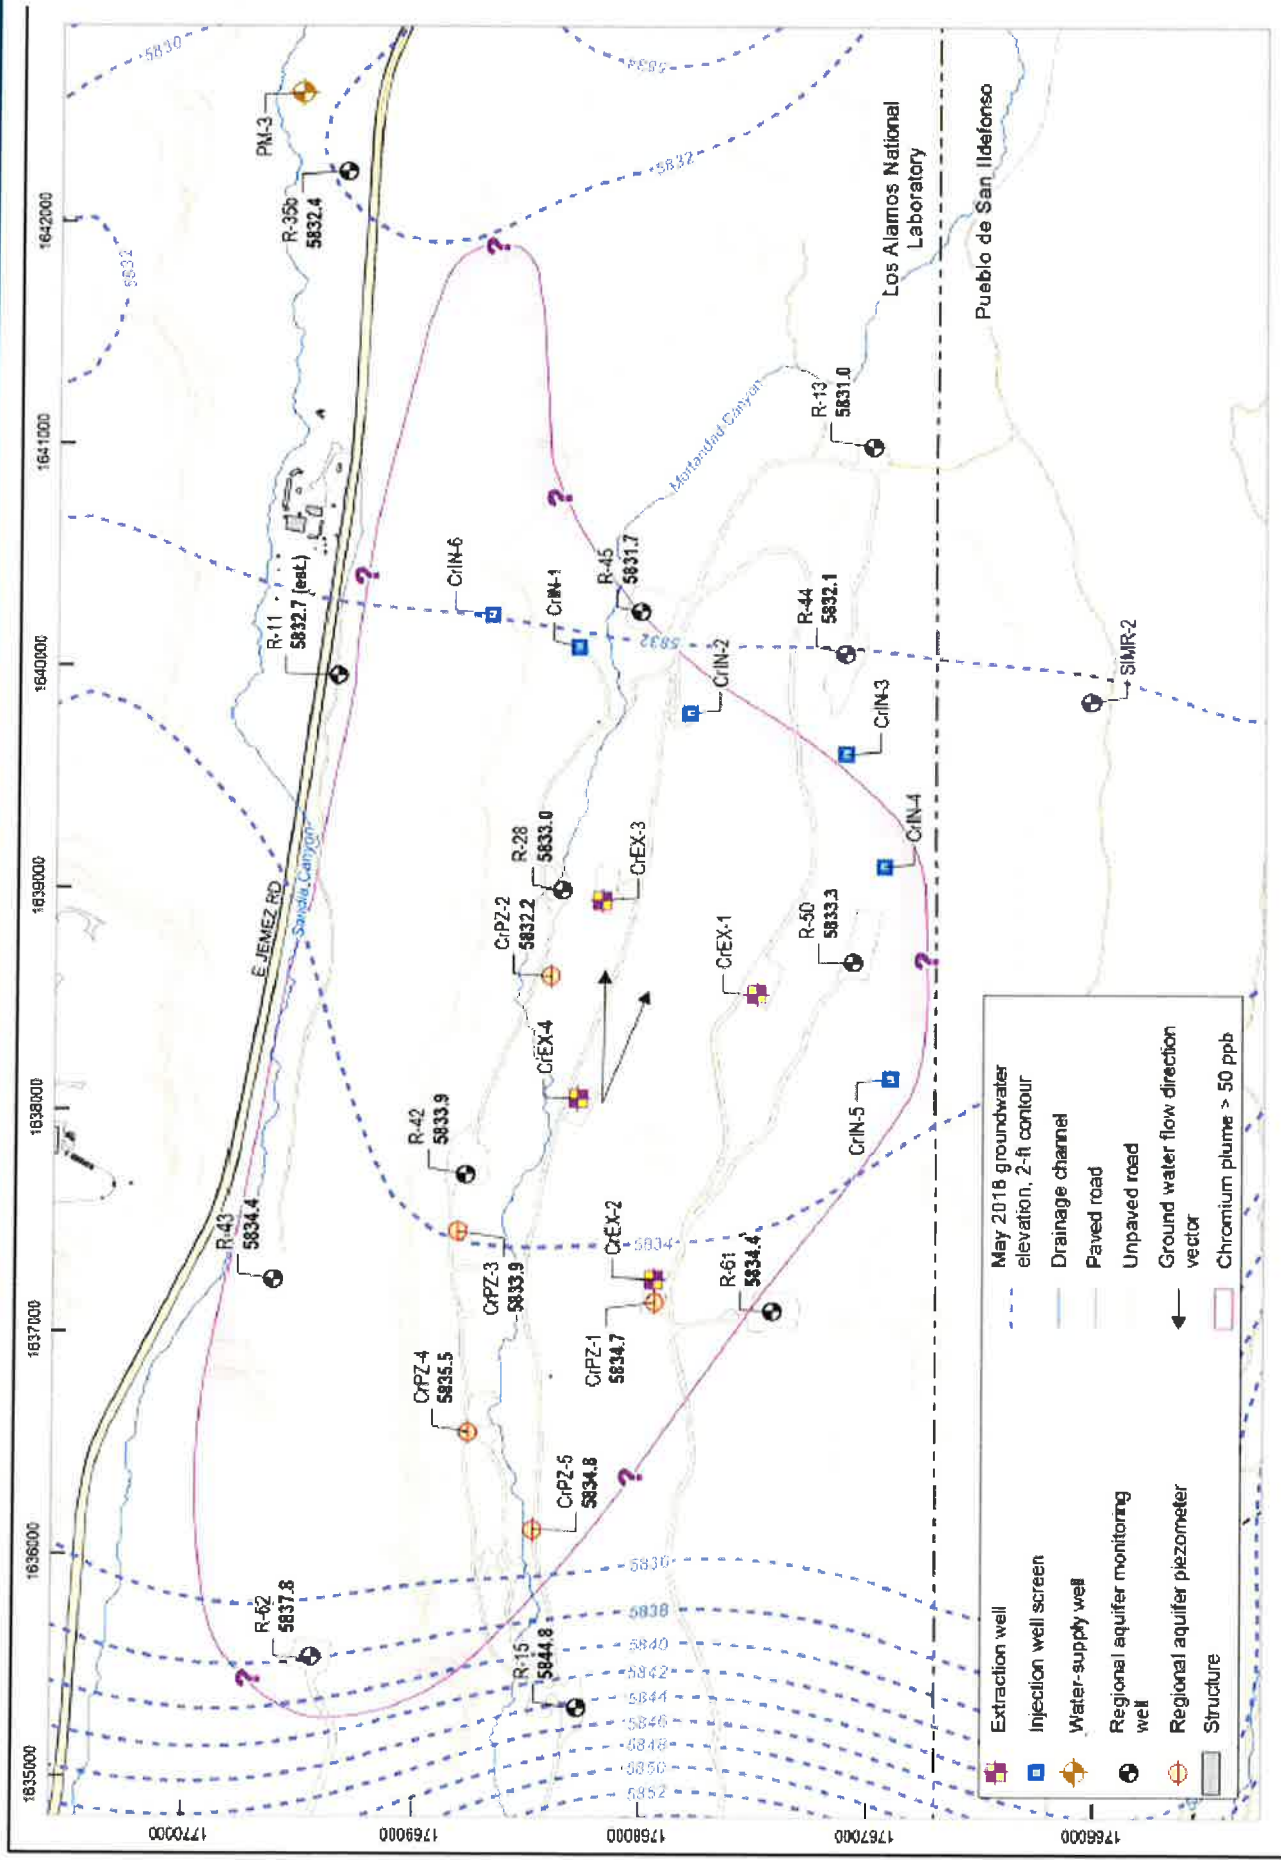 1635000
1636000
1637000
1638000
1639000
1640000
1641000
1642000
1770000
1769000
1768000
1767000
1766000
5830
5832
5834
5832
PM-3
R-35b
5832.4
R-11
5832.7 (est.)
E JEMEZ RD
Sandia Canyon
R-43
5834.4
R-62
5837.8
CrIN-6
CrIN-1
R-45
5831.7
5832
CrIN-2
R-44
5832.1
CrIN-3
CrIN-4
SIMR-2
R-13
5831.0
Mortandad Canyon
Los Alamos National
Laboratory
Pueblo de San Ildefonso
R-28
5833.0
CrPZ-2
5832.2
CrEX-3
CrEX-4
CrEX-1
R-50
5833.3
CrIN-5
R-42
5833.9
CrPZ-3
5833.9
5834
CrEX-2
R-61
5834.4
CrPZ-1
5834.7
CrPZ-4
5835.5
CrPZ-5
5834.8
R-15
5844.8
5836
5838
5840
5842
5844
5846
5848
5850
5852
?
?
?
?
?
?
Extraction well
Injection well screen
Water-supply well
Regional aquifer monitoring
well
Regional aquifer piezometer
Structure
May 2018 groundwater
elevation, 2-ft contour
Drainage channel
Paved road
Unpaved road
Ground water flow direction
vector
Chromium plume > 50 ppb